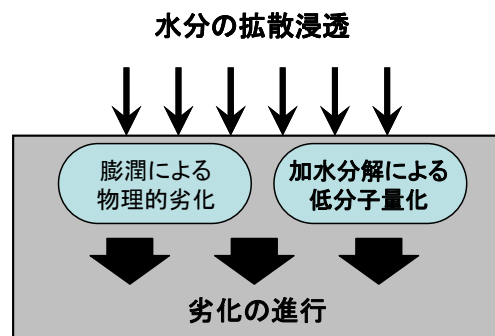 水分の拡散浸透
膨潤による
物理的劣化
加水分解による
低分子量化
劣化の進行